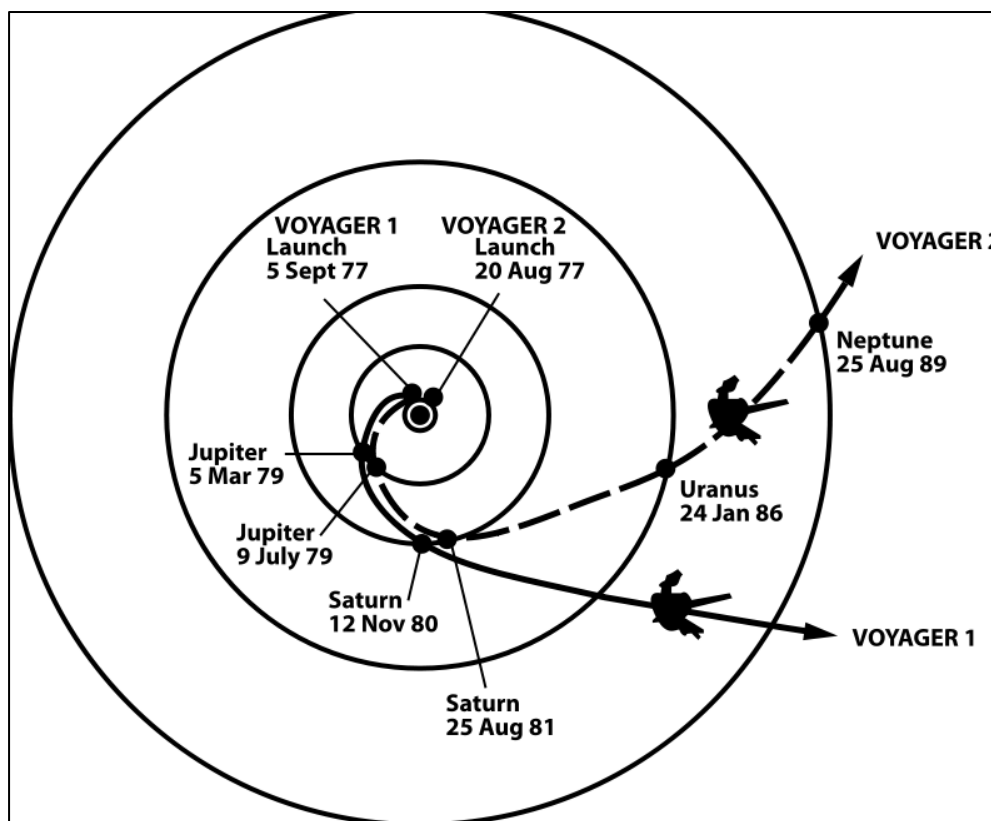 VOYAGER 1
Launch
5 Sept 77
VOYAGER 2
Launch
20 Aug 77
VOYAGER 2
Neptune
25 Aug 89
Jupiter
5 Mar 79
Uranus
24 Jan 86
Jupiter
9 July 79
Saturn
12 Nov 80
VOYAGER 1
Saturn
25 Aug 81